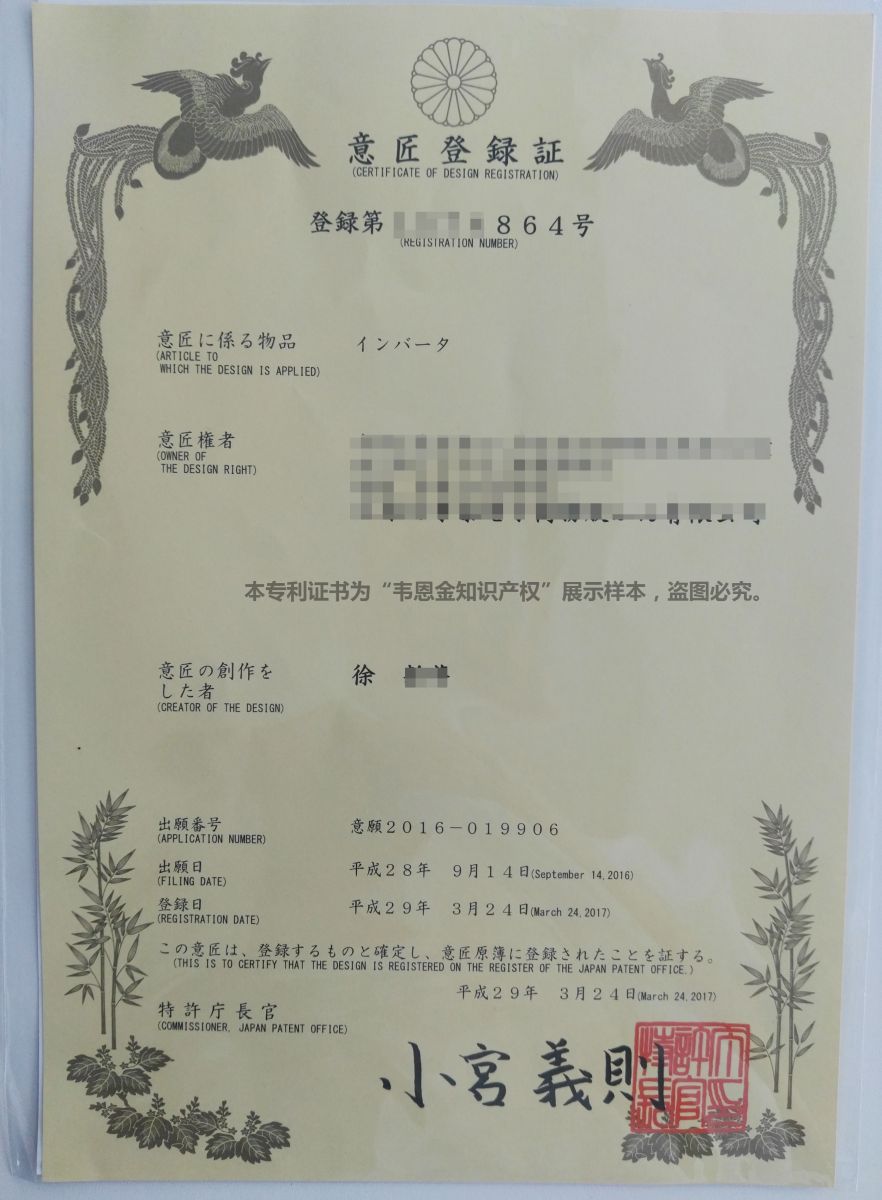 意匠登録証
(CERTIFICATE OF DESIGN REGISTRATION)
登録第 864号
(REGISTRATION NUMBER)
意匠に係る物品 インバータ
(ARTICLE TO
WHICH THE DESIGN IS APPLIED)
意匠権者
(OWNER OF
THE DESIGN RIGHT)
有限公司
本专利证书为“韦恩金知识产权”展示样本，盗图必究。
意匠の創作を
した者
徐
(CREATOR OF THE DESIGN)
出願番号 意願2016-019906
(APPLICATION NUMBER)
出願日 平成28年 9月14日(September 14,2016)
(FILING DATE)
登録日 平成29年 3月24日(March 24,2017)
(REGISTRATION DATE)
この意匠は、登録するものと確定し、意匠原簿に登録されたことを証する。
(THIS IS TO CERTIFY THAT THE DESIGN IS REGISTERED ON THE REGISTER OF THE JAPAN PATENT OFFICE.)
平成29年 3月24日(March 24,2017)
特許庁長官
(COMMISSIONER, JAPAN PATENT OFFICE)
小宮義則